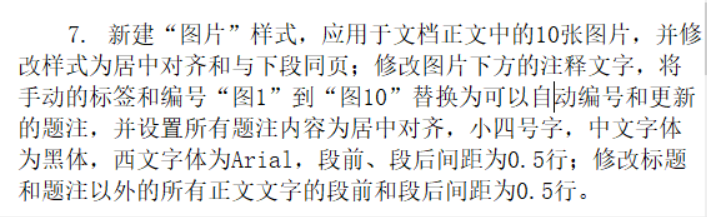 7. 新建“图片”样式，应用于文档正文中的10张图片，并修
改样式为居中对齐和与下段同页；修改图片下方的注释文字，将
手动的标签和编号“图1”到“图10”替换为可以自动编号和更新
的题注，并设置所有题注内容为居中对齐，小四号字，中文字体
为黑体，西文字体为Arial，段前、段后间距为0.5行；修改标题
和题注以外的所有正文文字的段前和段后间距为0.5行。